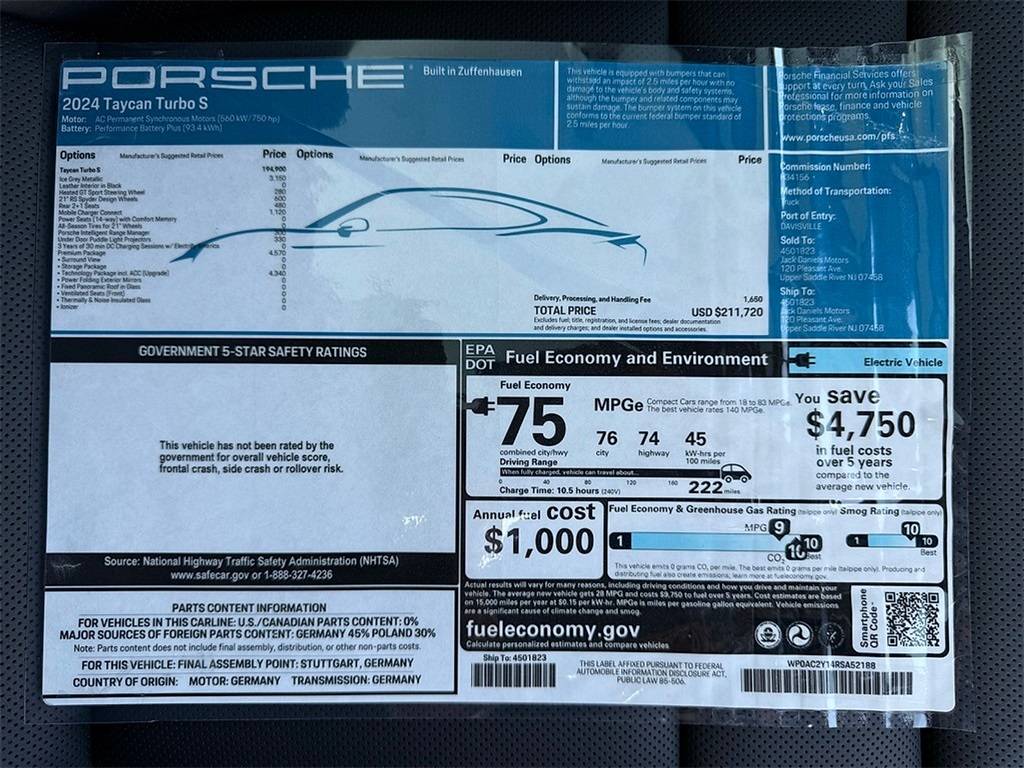 PORSCHE
Built in Zuffenhausen
2024 Taycan Turbo S
Motor: AC Permanent Synchronous Motors (560 kW/750 hp)
Battery: Performance Battery Plus (93.4 kWh)
This vehicle is equipped with bumpers that can
withstand an impact of 2.5 miles per hour with no
damage to the vehicle's body and safety systems,
although the bumper and related components may
sustain damage. The bumper system on this vehicle
conforms to the current federal bumper standard of
2.5 miles per hour.
Porsche Financial Services offers
support at every turn. Ask your Sales
Professional for more information on
Porsche lease, finance and vehicle
protections programs.
www.porscheusa.com/pfs.
Options Manufacturer's Suggested Retail Prices Price Options Manufacturer's Suggested Retail Prices Price Options Manufacturer's Suggested Retail Prices Price
Taycan Turbo S 194,900
Ice Grey Metallic 3,150
Leather Interior in Black 0
Heated GT Sport Steering Wheel 280
21" RS Spyder Design Wheels 600
Rear 2+1 Seats 480
Mobile Charger Connect 1,120
Power Seats (14-way) with Comfort Memory 0
All-Season Tires for 21" Wheels 0
Porsche Intelligent Range Manager 300
Under Door Puddle Light Projectors 330
3 Years of 30 min DC Charging Sessions w/ Electrify America 0
Premium Package 4,570
• Surround View 0
• Storage Package 0
• Technology Package incl. ACC (Upgrade) 4,340
• Power Folding Exterior Mirrors 0
• Fixed Panoramic Roof in Glass 0
• Ventilated Seats (Front) 0
• Thermally & Noise Insulated Glass 0
• Ionizer 0
Delivery, Processing, and Handling Fee 1,650
TOTAL PRICE USD $211,720
Excludes fuel; title, registration, and license fees; dealer documentation
and delivery charges; and dealer installed options and accessories.
Commission Number:
Method of Transportation:
Truck
Port of Entry:
DAVISVILLE
Sold To:
4501823
Jack Daniels Motors
120 Pleasant Ave.
Upper Saddle River NJ 07458
Ship To:
4501823
Jack Daniels Motors
120 Pleasant Ave.
Upper Saddle River NJ 07458
GOVERNMENT 5-STAR SAFETY RATINGS
This vehicle has not been rated by the
government for overall vehicle score,
frontal crash, side crash or rollover risk.
Source: National Highway Traffic Safety Administration (NHTSA)
www.safecar.gov or 1-888-327-4236
PARTS CONTENT INFORMATION
FOR VEHICLES IN THIS CARLINE: U.S./CANADIAN PARTS CONTENT: 0%
MAJOR SOURCES OF FOREIGN PARTS CONTENT: GERMANY 45% POLAND 30%
Note: Parts content does not include final assembly, distribution, or other non-parts costs.
FOR THIS VEHICLE: FINAL ASSEMBLY POINT: STUTTGART, GERMANY
COUNTRY OF ORIGIN: MOTOR: GERMANY TRANSMISSION: GERMANY
EPA
DOT
Fuel Economy and Environment
Electric Vehicle
Fuel Economy
75 MPGe
Compact Cars range from 18 to 83 MPGe.
The best vehicle rates 140 MPGe.
76 74 45
combined city/hwy city highway kW-hrs per
100 miles
Driving Range
When fully charged, vehicle can travel about...
0 40 80 120 160
222 miles
Charge Time: 10.5 hours (240V)
You save
$4,750
in fuel costs
over 5 years
compared to the
average new vehicle.
Annual fuel cost
$1,000
Fuel Economy & Greenhouse Gas Rating (tailpipe only)
MPG 9
1 10
CO2 10 Best
Smog Rating (tailpipe only)
10
1 10
Best
This vehicle emits 0 grams CO2 per mile. The best emits 0 grams per mile (tailpipe only). Producing and
distributing fuel also create emissions; learn more at fueleconomy.gov.
Actual results will vary for many reasons, including driving conditions and how you drive and maintain your
vehicle. The average new vehicle gets 28 MPG and costs $9,750 to fuel over 5 years. Cost estimates are based
on 15,000 miles per year at $0.15 per kW-hr. MPGe is miles per gasoline gallon equivalent. Vehicle emissions
are a significant cause of climate change and smog.
fueleconomy.gov
Calculate personalized estimates and compare vehicles
Smartphone
QR Code™
Ship To: 4501823
THIS LABEL AFFIXED PURSUANT TO FEDERAL
AUTOMOBILE INFORMATION DISCLOSURE ACT,
PUBLIC LAW 85-506.
WP0AC2Y14RSA52188